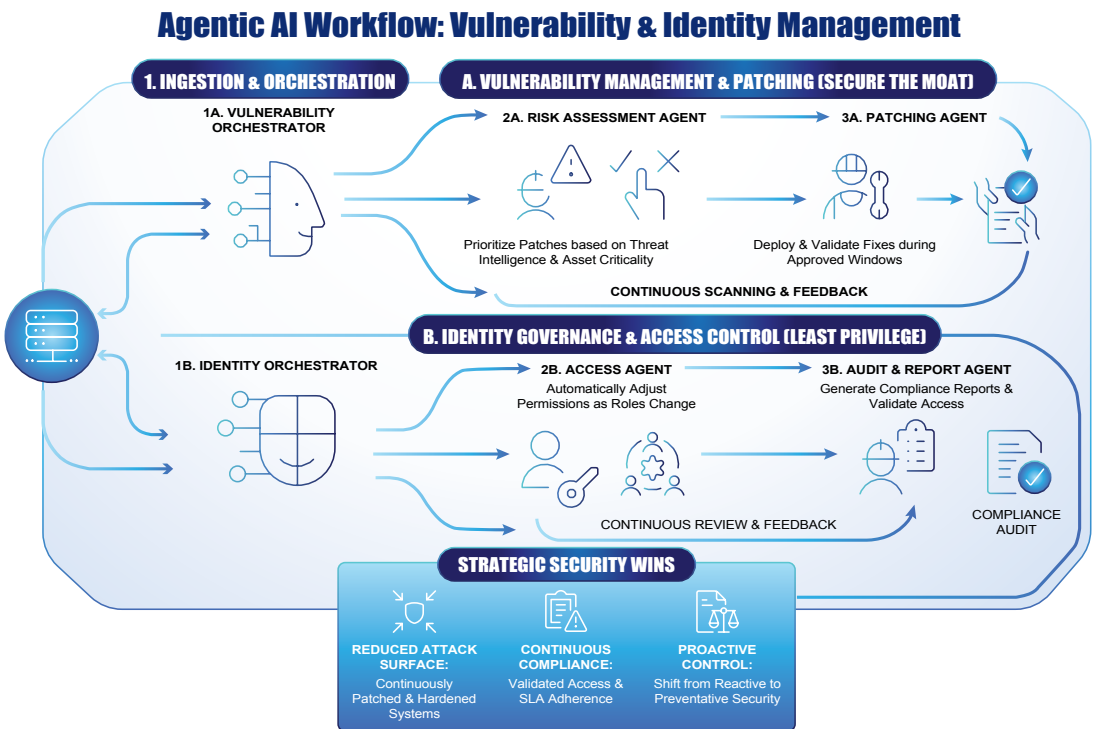 Agentic AI Workflow: Vulnerability & Identity Management
1. INGESTION & ORCHESTRATION
A. VULNERABILITY MANAGEMENT & PATCHING (SECURE THE MOAT)
1A. VULNERABILITY
ORCHESTRATOR
2A. RISK ASSESSMENT AGENT
3A. PATCHING AGENT
Prioritize Patches based on Threat
Intelligence & Asset Criticality
Deploy & Validate Fixes during
Approved Windows
CONTINUOUS SCANNING & FEEDBACK
B. IDENTITY GOVERNANCE & ACCESS CONTROL (LEAST PRIVILEGE)
1B. IDENTITY ORCHESTRATOR
2B. ACCESS AGENT
Automatically Adjust
Permissions as Roles Change
3B. AUDIT & REPORT AGENT
Generate Compliance Reports &
Validate Access
CONTINUOUS REVIEW & FEEDBACK
COMPLIANCE
AUDIT
STRATEGIC SECURITY WINS
REDUCED ATTACK
SURFACE:
Continuously
Patched & Hardened
Systems
CONTINUOUS
COMPLIANCE:
Validated Access &
SLA Adherence
PROACTIVE
CONTROL:
Shift from Reactive to
Preventative Security